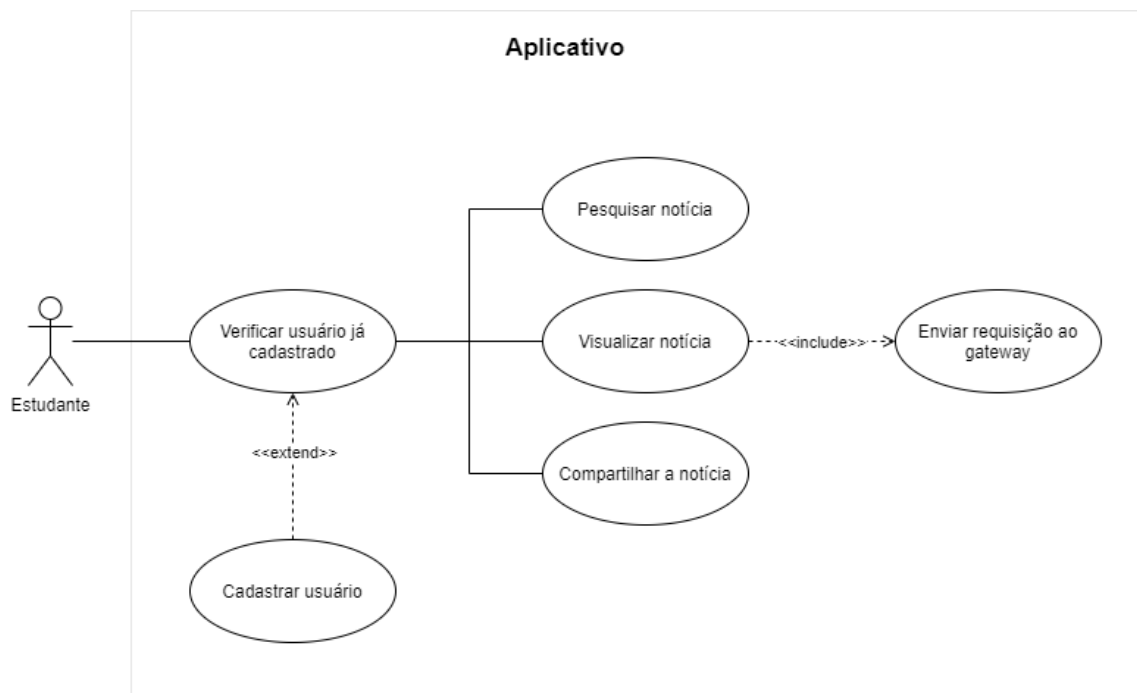 Aplicativo
Pesquisar notícia
Verificar usuário já
cadastrado
Visualizar notícia
<<include>>
Enviar requisição ao
gateway
Estudante
<<extend>>
Compartilhar a notícia
Cadastrar usuário